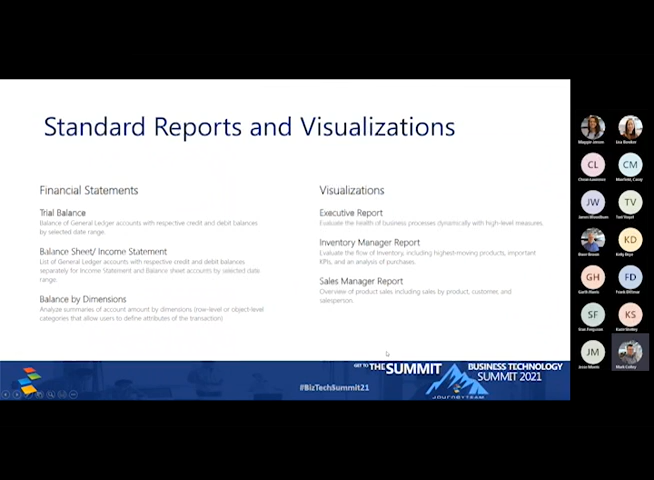 Standard Reports and Visualizations
Financial Statements
Trial Balance
Balance of General Ledger accounts with respective credit and debit balances
by selected date range.
Balance Sheet/ Income Statement
List of General Ledger accounts with respective credit and debit balances
separately for Income Statement and Balance sheet accounts by selected date
range.
Balance by Dimensions
Analyze summaries of account amount by dimensions (row-level or object-level
categories that allow users to define attributes of the transaction)
Visualizations
Executive Report
Evaluate the health of business processes dynamically with high-level measures.
Inventory Manager Report
Evaluate the flow of inventory, including highest-moving products, important
KPIs, and an analysis of purchases.
Sales Manager Report
Overview of product sales including sales by product, customer, and
salesperson.
#BizTechSummit21
GET TO THE SUMMIT
BUSINESS TECHNOLOGY
SUMMIT 2021
JOURNEYTEAM
CL
CM
JW
TV
KD
GH
FD
SF
KS
JM